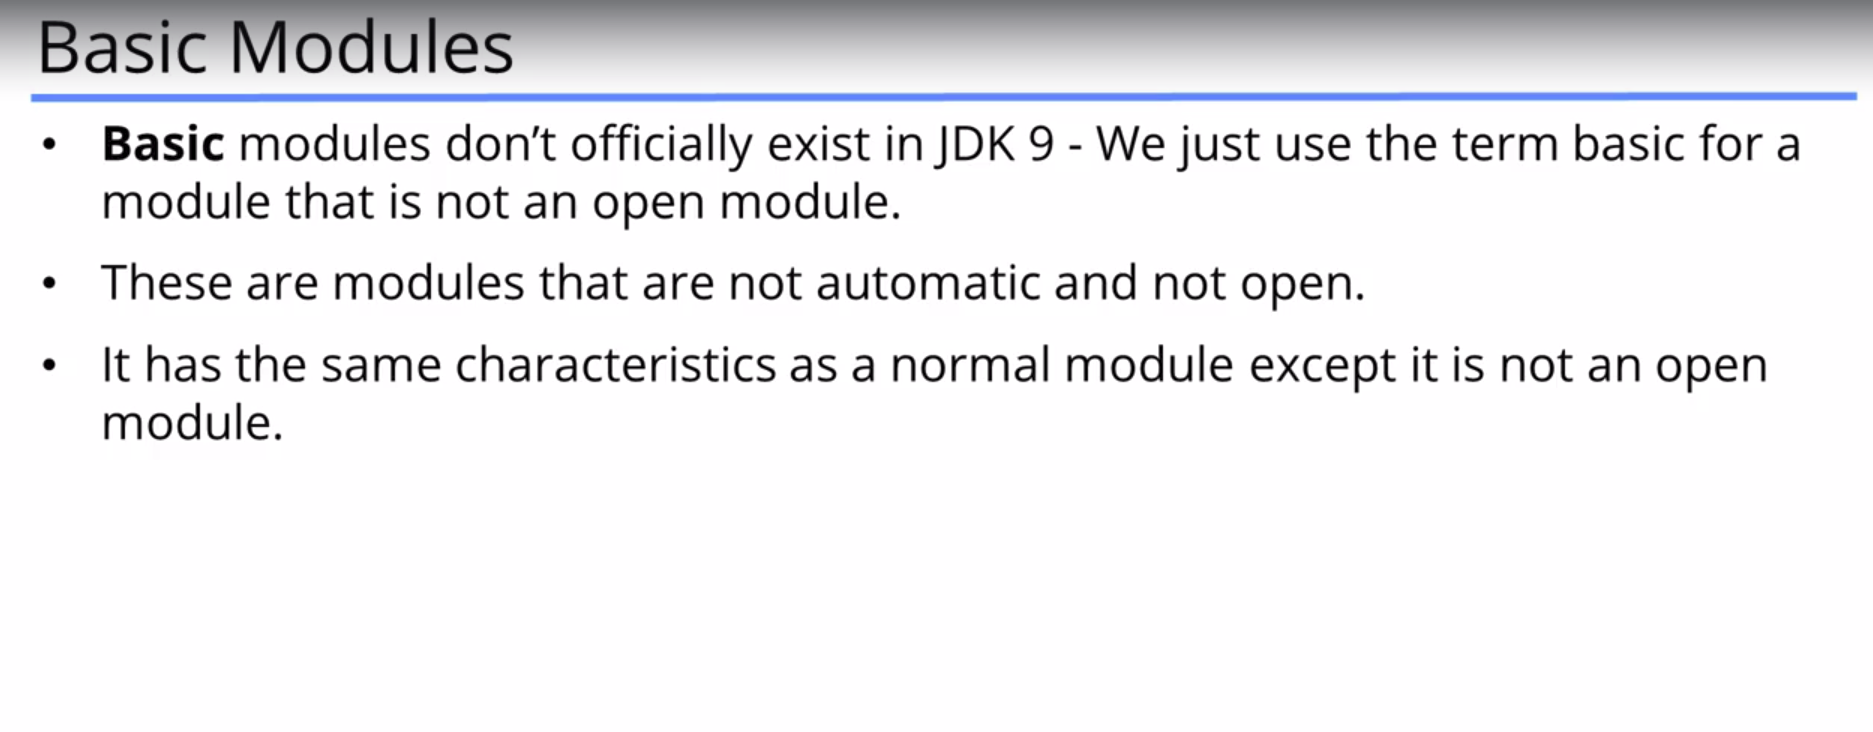 Basic Modules
• Basic modules don’t officially exist in JDK 9 - We just use the term basic for a
module that is not an open module.
• These are modules that are not automatic and not open.
• It has the same characteristics as a normal module except it is not an open
module.